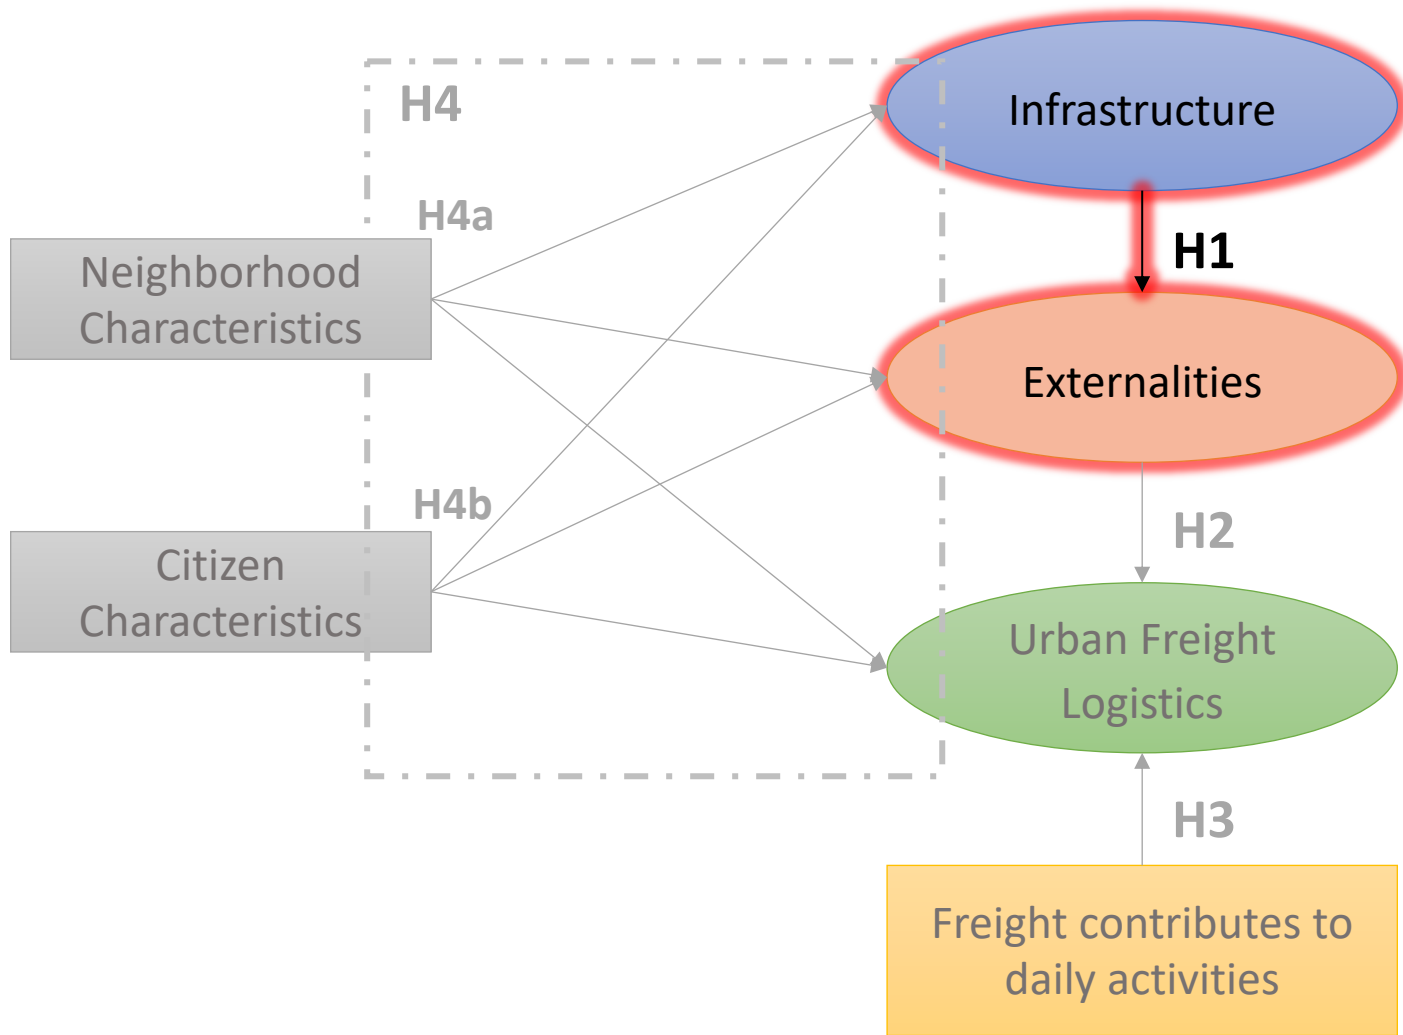 Infrastructure
H4
H4a
H1
Neighborhood
Characteristics
Externalities
H4b
H2
Citizen
Characteristics
Urban Freight
Logistics
H3
Freight contributes to
daily activities